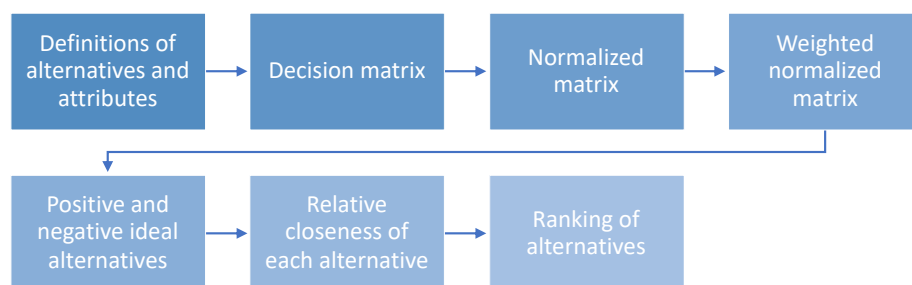 Definitions of
alternatives and
attributes
Decision matrix
Normalized
matrix
Weighted
normalized
matrix
Positive and
negative ideal
alternatives
Relative
closeness of
each alternative
Ranking of
alternatives